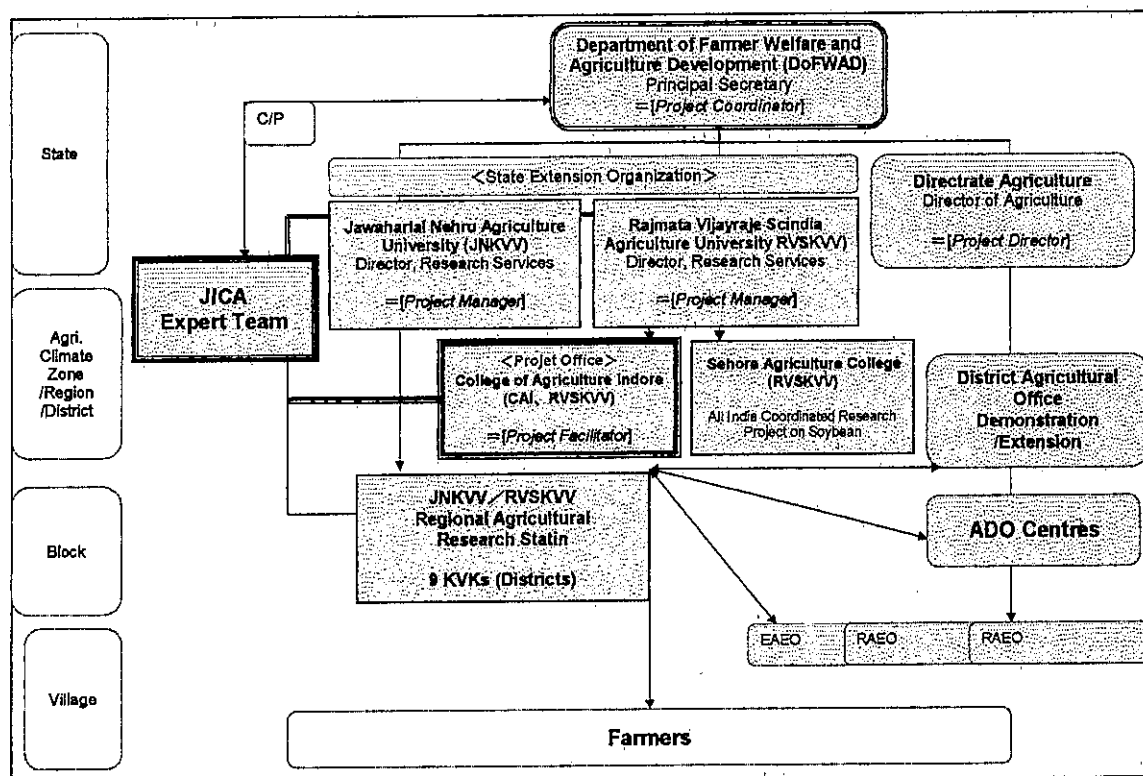 Department of Farmer Welfare and
Agriculture Development (DoFWAD)
Principal Secretary
=[Project Coordinator]
C/P
State
<State Extension Organization>
Directrate Agriculture
Director of Agriculture
=[Project Director]
Jawaharlal Nehru Agriculture
University (JNKVV)
Director, Research Services
=[Project Manager]
Rajmata Vijayraje Scindia
Agriculture University RVSKVV)
Director, Research Services
=[Project Manager]
JICA
Expert Team
Agri.
Climate
Zone
/Region
/District
<Projet Office>
College of Agriculture Indore
(CAI、RVSKVV)
=[Project Facilitator]
Sehora Agriculture College
(RVSKVV)
All India Coordinated Research
Project on Soybean
District Agricultural
Office
Demonstration
/Extension
JNKVV／RVSKVV
Regional Agricultural
Research Statin
9 KVKs (Districts)
Block
ADO Centres
EAEO
RAEO
RAEO
Village
Farmers